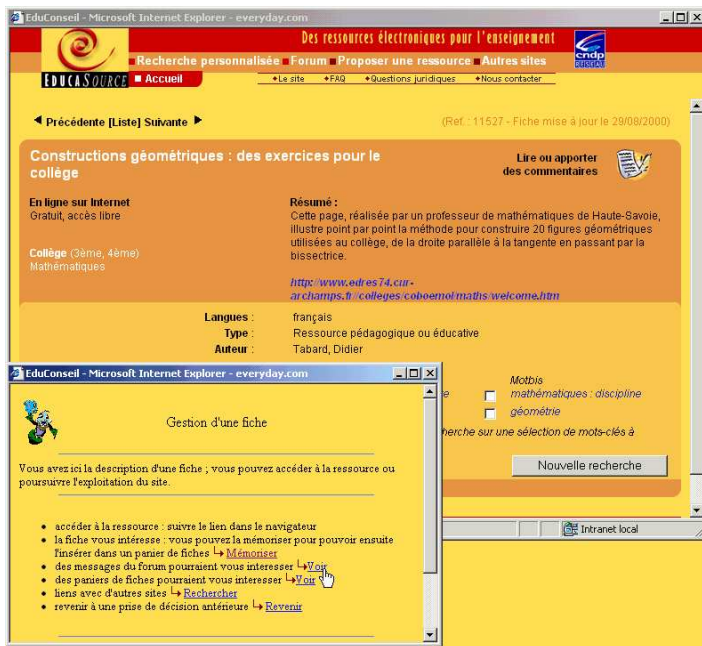 EduConseil - Microsoft Internet Explorer - everyday.com
Des ressources électroniques pour l'enseignement
Recherche personnalisée Forum Proposer une ressource Autres sites
cndp
EDUCASOURCE Accueil
Le site FAQ Questions juridiques Nous contacter
Précédente [Liste] Suivante
(Ref. : 11527 - Fiche mise à jour le 29/08/2000)
Constructions géométriques : des exercices pour le
collège
Lire ou apporter
des commentaires
En ligne sur Internet
Gratuit, accès libre
Collège (3ème, 4ème)
Mathématiques
Résumé :
Cette page, réalisée par un professeur de mathématiques de Haute-Savoie,
illustre point par point la méthode pour construire 20 figures géométriques
utilisées au collège, de la droite parallèle à la tangente en passant par la
bissectrice.
http://www.edres74.cur-
archamps.fr/colleges/coboemol/maths/welcome.htm
Langues : français
Type : Ressource pédagogique ou éducative
Auteur : Tabard, Didier
Motbis
mathématiques : discipline
géométrie
herche sur une sélection de mots-clés à
Nouvelle recherche
Intranet local
EduConseil - Microsoft Internet Explorer - everyday.com
Gestion d'une fiche
Vous avez ici la description d'une fiche ; vous pouvez accéder à la ressource ou
poursuivre l'exploitation du site.
accéder à la ressource : suivre le lien dans le navigateur
la fiche vous intéresse : vous pouvez la mémoriser pour pouvoir ensuite
l'insérer dans un panier de fiches Mémoriser
des messages du forum pourraient vous interesser Voir
des paniers de fiches pourraient vous interesser Voir
liens avec d'autres sites Rechercher
revenir à une prise de décision antérieure Revenir